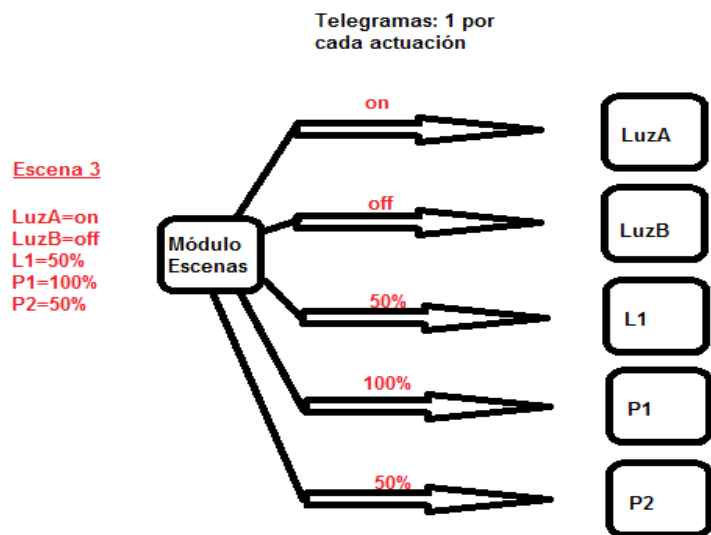 Telegramas: 1 por
cada actuación
Escena 3
LuzA=on
LuzB=off
L1=50%
P1=100%
P2=50%
Módulo
Escenas
on
LuzA
off
LuzB
50%
L1
100%
P1
50%
P2